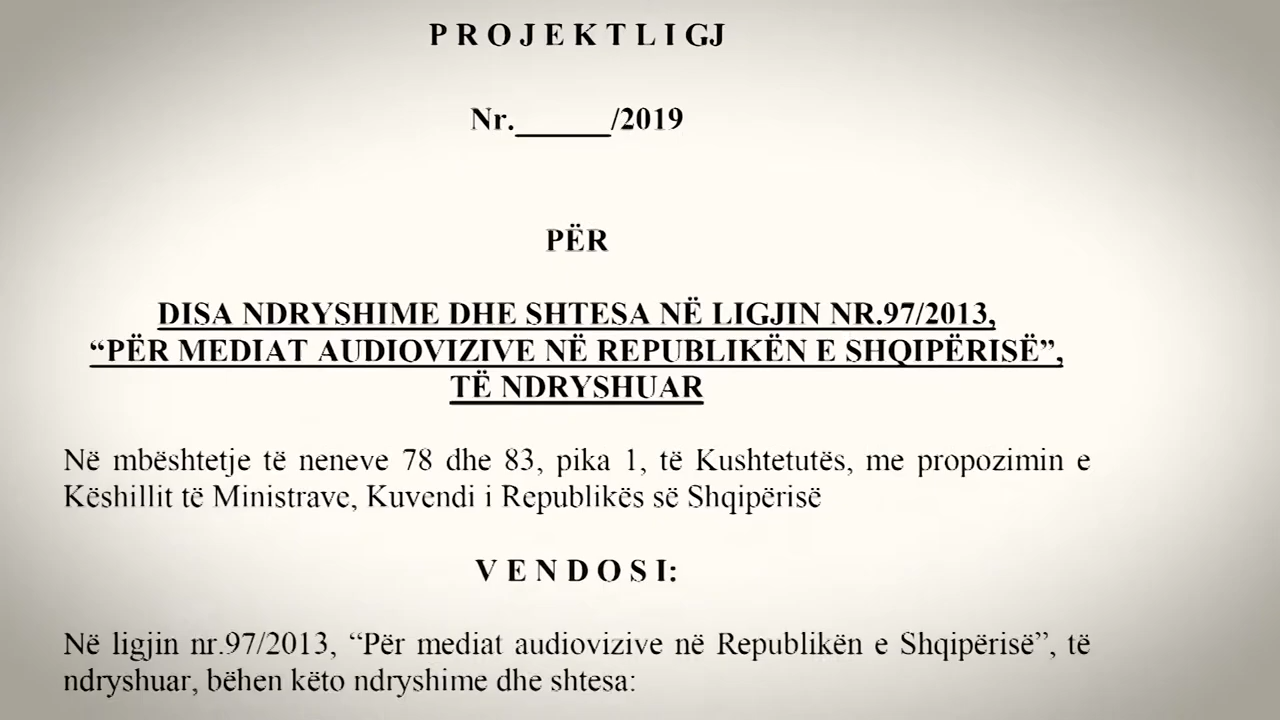 P R O J E K T L I GJ
Nr.______/2019
PËR
DISA NDRYSHIME DHE SHTESA NË LIGJIN NR.97/2013,
“PËR MEDIAT AUDIOVIZIVE NË REPUBLIKËN E SHQIPËRISË”,
TË NDRYSHUAR
Në mbështetje të neneve 78 dhe 83, pika 1, të Kushtetutës, me propozimin e
Këshillit të Ministrave, Kuvendi i Republikës së Shqipërisë
V E N D O S I:
Në ligjin nr.97/2013, “Për mediat audiovizive në Republikën e Shqipërisë”, të
ndryshuar, bëhen këto ndryshime dhe shtesa: